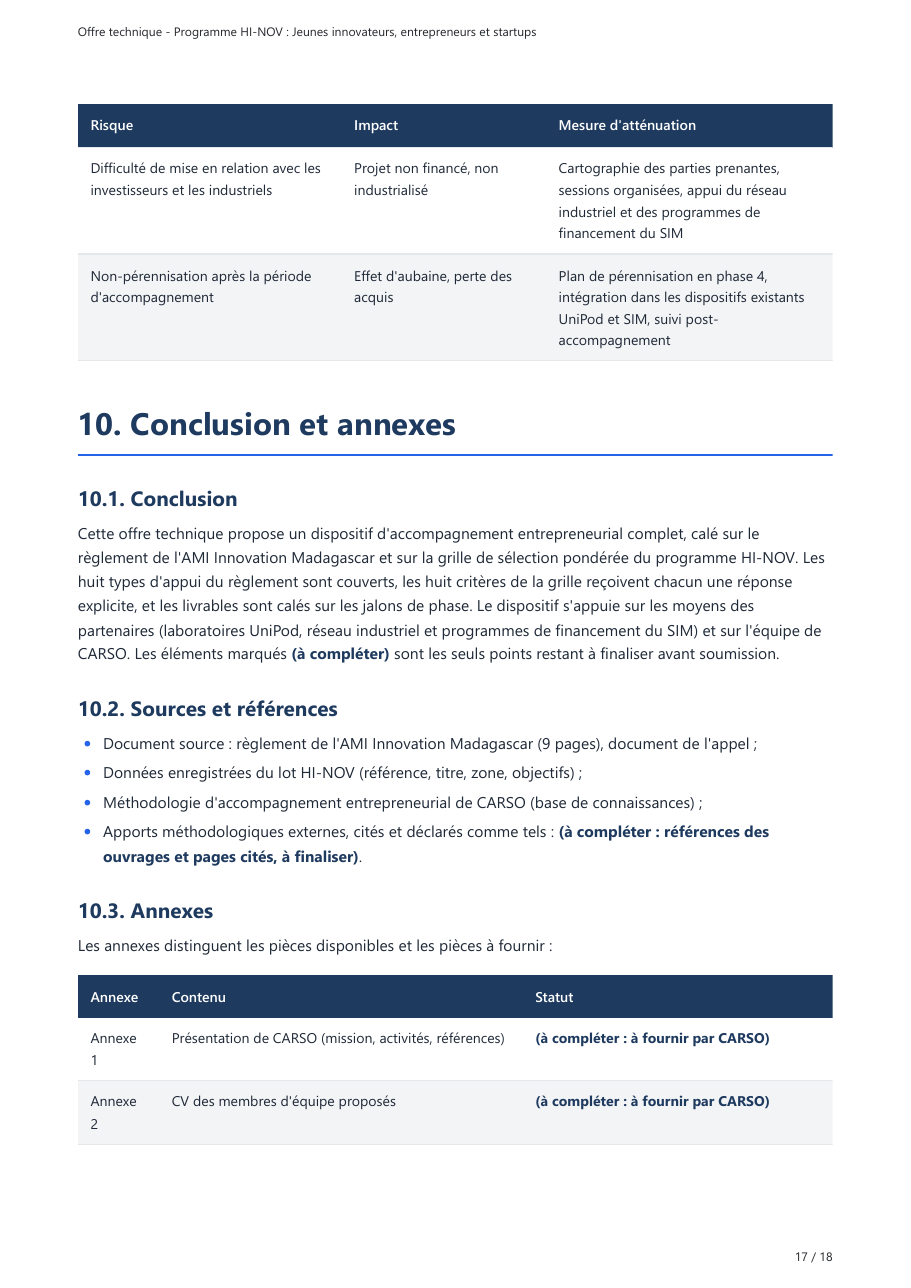 Offre technique - Programme HI-NOV : Jeunes innovateurs, entrepreneurs et startups
Risque Impact Mesure d'atténuation
Difficulté de mise en relation avec les Projet non financé, non Cartographie des parties prenantes,
investisseurs et les industriels industrialisé sessions organisées, appui du réseau
industriel et des programmes de
financement du SIM
Non-pérennisation après la période Effet d'aubaine, perte des Plan de pérennisation en phase 4,
d'accompagnement acquis intégration dans les dispositifs existants
UniPod et SIM, suivi post-
accompagnement
10. Conclusion et annexes
10.1. Conclusion
Cette offre technique propose un dispositif d'accompagnement entrepreneurial complet, calé sur le
règlement de l'AMI Innovation Madagascar et sur la grille de sélection pondérée du programme HI-NOV. Les
huit types d'appui du règlement sont couverts, les huit critères de la grille reçoivent chacun une réponse
explicite, et les livrables sont calés sur les jalons de phase. Le dispositif s'appuie sur les moyens des
partenaires (laboratoires UniPod, réseau industriel et programmes de financement du SIM) et sur l'équipe de
CARSO. Les éléments marqués (à compléter) sont les seuls points restant à finaliser avant soumission.
10.2. Sources et références
• Document source : règlement de l'AMI Innovation Madagascar (9 pages), document de l'appel ;
• Données enregistrées du lot HI-NOV (référence, titre, zone, objectifs) ;
• Méthodologie d'accompagnement entrepreneurial de CARSO (base de connaissances) ;
• Apports méthodologiques externes, cités et déclarés comme tels : (à compléter : références des
ouvrages et pages cités, à finaliser).
10.3. Annexes
Les annexes distinguent les pièces disponibles et les pièces à fournir :
Annexe Contenu Statut
Annexe Présentation de CARSO (mission, activités, références) (à compléter : à fournir par CARSO)
1
Annexe CV des membres d'équipe proposés (à compléter : à fournir par CARSO)
2
17 / 18